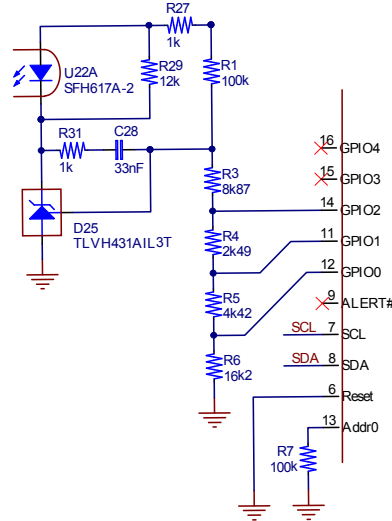 R27
1k
U22A
SFH617A-2
R29
12k
R1
100k
R31
1k
C28
33nF
R3
8k87
D25
TLVH431AIL3T
R4
2k49
R5
4k42
R6
16k2
16
GPIO4
15
GPIO3
14
GPIO2
11
GPIO1
12
GPIO0
9
ALERT#
SCL
7
SCL
SDA
8
SDA
6
Reset
13
Addr0
R7
100k